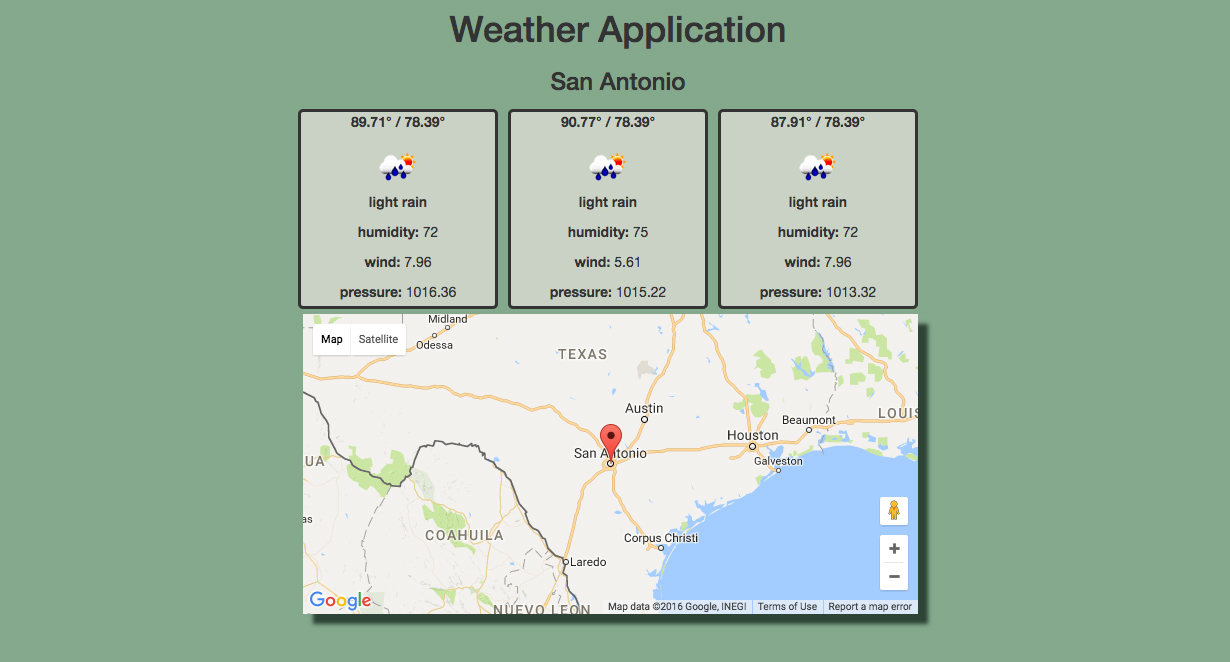 Weather Application
San Antonio
89.71° / 78.39°
light rain
humidity: 72
wind: 7.96
pressure: 1016.36
90.77° / 78.39°
light rain
humidity: 75
wind: 5.61
pressure: 1015.22
87.91° / 78.39°
light rain
humidity: 72
wind: 7.96
pressure: 1013.32
Map Satellite
Midland
Odessa
TEXAS
Austin
Beaumont
LOUIS
Houston
San Antonio
Galveston
UA
as
COAHUILA
Corpus Christi
Laredo
NUEVO LEON
Google
Map data ©2016 Google, INEGI Terms of Use Report a map error